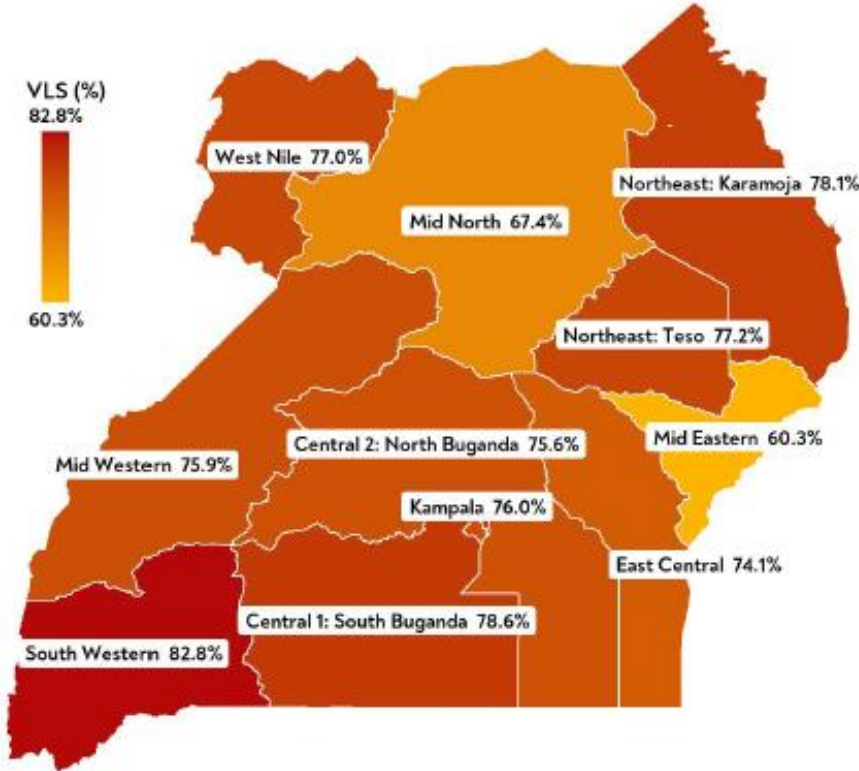 VLS (%)
82.8%
60.3%
West Nile 77.0%
Northeast: Karamoja 78.1%
Mid North 67.4%
Northeast: Teso 77.2%
Central 2: North Buganda 75.6%
Mid Eastern 60.3%
Mid Western 75.9%
Kampala 76.0%
East Central 74.1%
Central 1: South Buganda 78.6%
South Western 82.8%